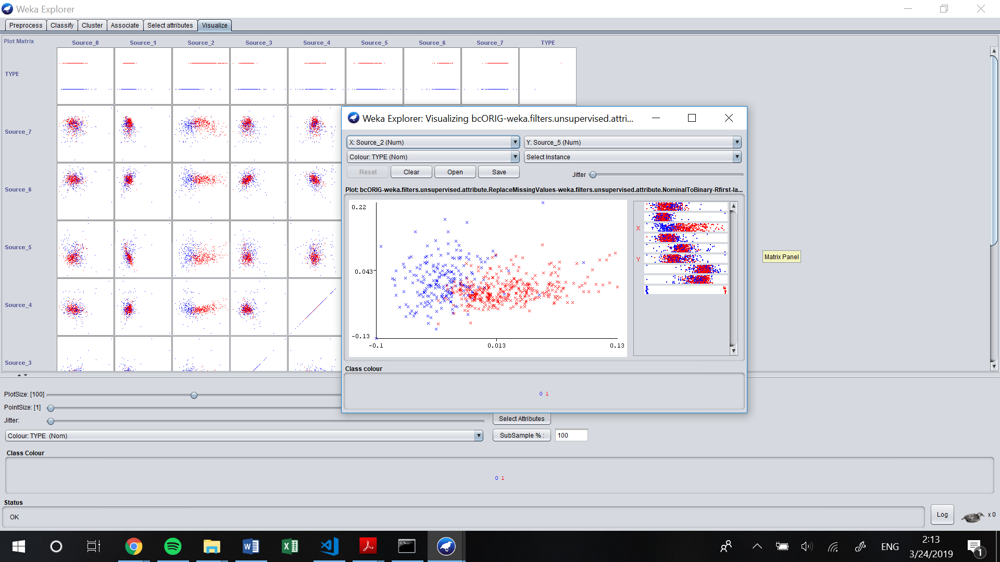 Weka Explorer
Preprocess Classify Cluster Associate Select attributes Visualize
Plot Matrix Source_0 Source_1 Source_2 Source_3 Source_4 Source_5 Source_6 Source_7 TYPE
TYPE
Source_7
Source_6
Source_5
Source_4
Source_3
Weka Explorer: Visualizing bcORIG-weka.filters.unsupervised.attri...
X: Source_2 (Num) Y: Source_5 (Num)
Colour: TYPE (Nom) Select Instance
Reset Clear Open Save Jitter
Plot: bcORIG-weka.filters.unsupervised.attribute.ReplaceMissingValues-weka.filters.unsupervised.attribute.NominalToBinary-Rfirst-la...
0.22
0.043
-0.13
-0.1 0.013 0.13
X
Y
Class colour
0 1
Matrix Panel
PlotSize: [100]
PointSize: [1]
Jitter:
Select Attributes
Colour: TYPE (Nom) SubSample % : 100
Class Colour
0 1
Status
OK
Log x 0
ENG
2:13
3/24/2019
1